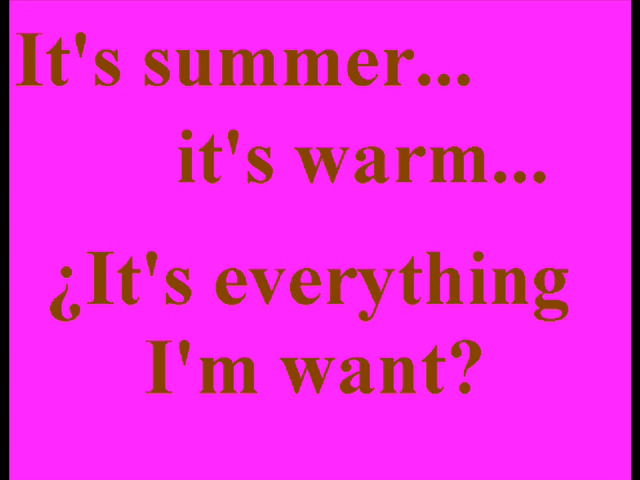 It's summer...
it's warm...
¿It's everything
I'm want?